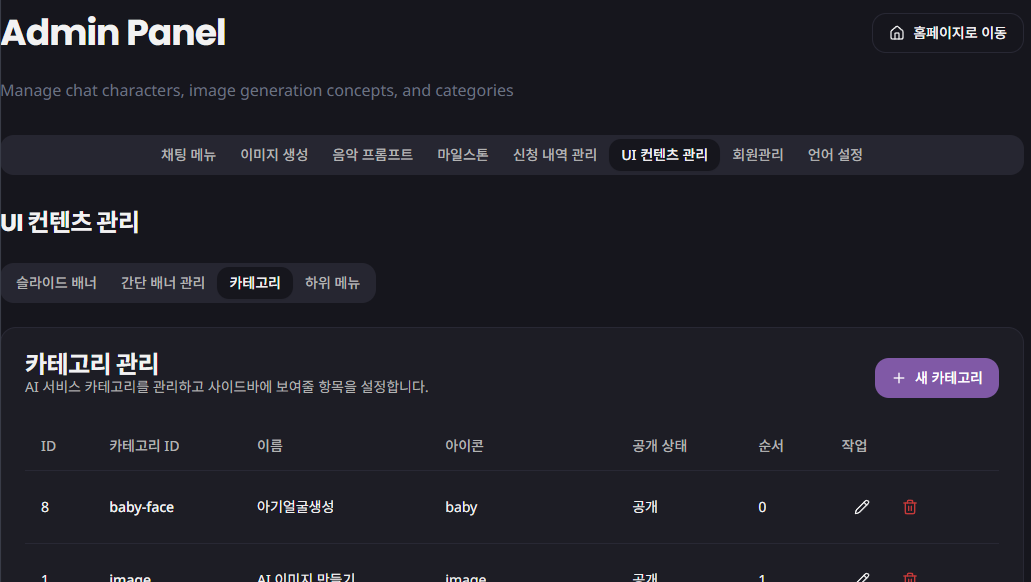 Admin Panel
홈페이지로 이동
Manage chat characters, image generation concepts, and categories
채팅 메뉴 이미지 생성 음악 프롬프트 마일스톤 신청 내역 관리 UI 컨텐츠 관리 회원관리 언어 설정
UI 컨텐츠 관리
슬라이드 배너 간단 배너 관리 카테고리 하위 메뉴
카테고리 관리
AI 서비스 카테고리를 관리하고 사이드바에 보여줄 항목을 설정합니다.
+ 새 카테고리
ID 카테고리 ID 이름 아이콘 공개 상태 순서 작업
8 baby-face 아기얼굴생성 baby 공개 0
1 image AI 이미지 만들기 image 공개 1